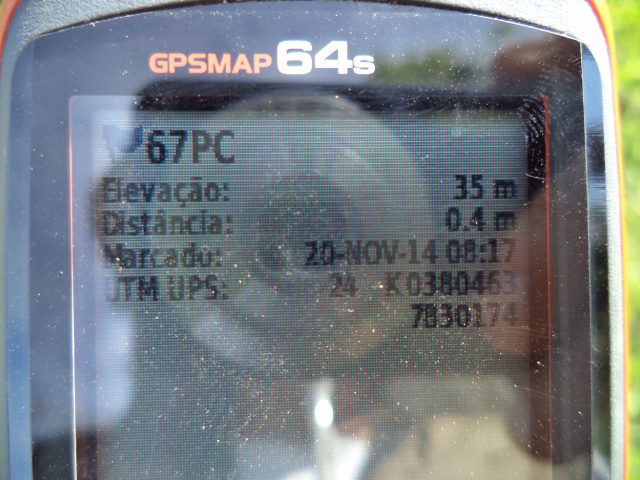 GPSMAP 64s
67PC
Elevação: 35 m
Distância: 0.4 m
Marcado: 20-NOV-14 08:17
UTM UPS: 24 K 0380463
7830174